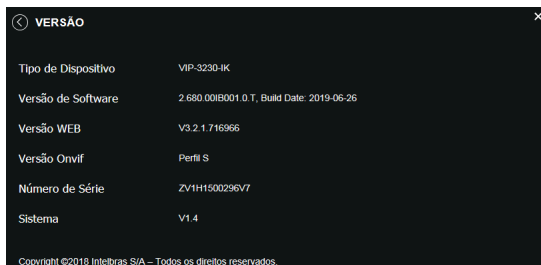 VERSÃO
Tipo de Dispositivo VIP-3230-IK
Versão de Software 2.680.00IB001.0.T, Build Date: 2019-06-26
Versão WEB V3.2.1.716966
Versão Onvif Perfil S
Número de Série ZV1H1500296V7
Sistema V1.4
Copyright ©2018 Intelbras S/A – Todos os direitos reservados.